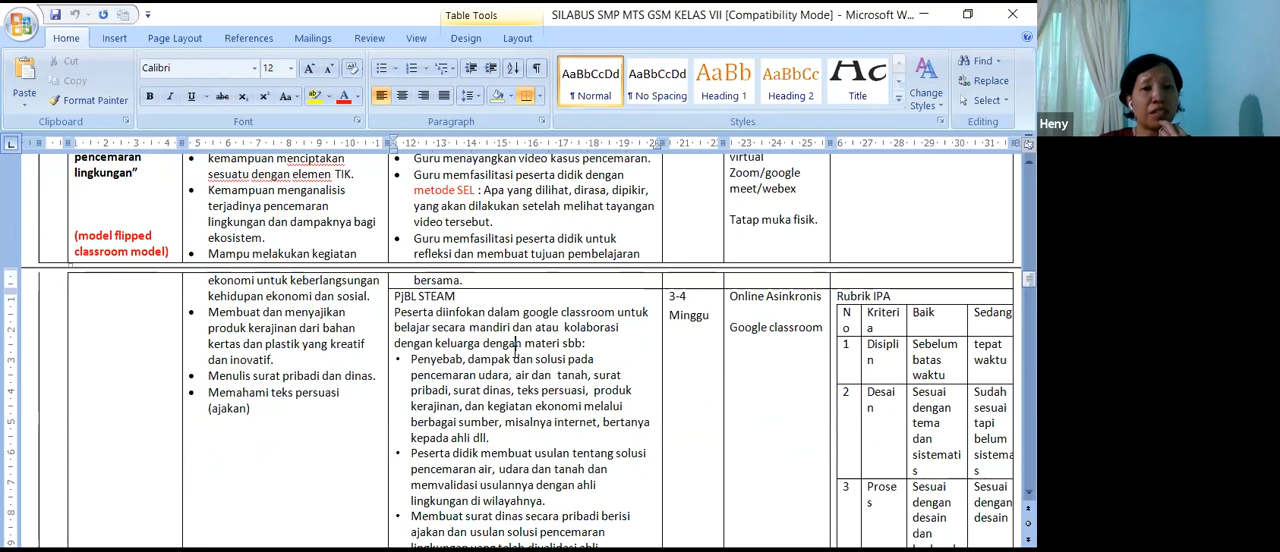 Table Tools
SILABUS SMP MTS GSM KELAS VII [Compatibility Mode] - Microsoft W...
Home
Insert
Page Layout
References
Mailings
Review
View
Design
Layout
Paste
Cut
Copy
Format Painter
Clipboard
Calibri
12
Font
Paragraph
AaBbCcDd
¶ Normal
AaBbCcDd
¶ No Spacing
AaBb
Heading 1
AaBbCc
Heading 2
Title
Styles
Change
Styles
Find
Replace
Select
Editing
Heny
pencemaran
lingkungan”
(model flipped
classroom model)
kemampuan menciptakan
sesuatu dengan elemen TIK.
• Kemampuan menganalisis
terjadinya pencemaran
lingkungan dan dampaknya bagi
ekosistem.
• Mampu melakukan kegiatan
ekonomi untuk keberlangsungan
kehidupan ekonomi dan sosial.
• Membuat dan menyajikan
produk kerajinan dari bahan
kertas dan plastik yang kreatif
dan inovatif.
• Menulis surat pribadi dan dinas.
• Memahami teks persuasi
(ajakan)
• Guru menayangkan video kasus pencemaran.
• Guru memfasilitasi peserta didik dengan
metode SEL : Apa yang dilihat, dirasa, dipikir,
yang akan dilakukan setelah melihat tayangan
video tersebut.
• Guru memfasilitasi peserta didik untuk
refleksi dan membuat tujuan pembelajaran
bersama.
virtual
Zoom/google
meet/webex
Tatap muka fisik.
PjBL STEAM
Peserta diinfokan dalam google classroom untuk
belajar secara mandiri dan atau kolaborasi
dengan keluarga dengan materi sbb:
• Penyebab, dampak dan solusi pada
pencemaran udara, air dan tanah, surat
pribadi, surat dinas, teks persuasi, produk
kerajinan, dan kegiatan ekonomi melalui
berbagai sumber, misalnya internet, bertanya
kepada ahli dll.
• Peserta didik membuat usulan tentang solusi
pencemaran air, udara dan tanah dan
memvalidasi usulannya dengan ahli
lingkungan di wilayahnya.
• Membuat surat dinas secara pribadi berisi
ajakan dan usulan solusi pencemaran
lingkungan yang telah divalidasi ahli
3-4
Minggu
Online Asinkronis
Google classroom
Rubrik IPA
N
o
Kriteri
a
Baik
Sedang
1
Disipli
n
Sebelum
batas
waktu
tepat
waktu
2
Desai
n
Sesuai
dengan
tema
dan
sistemati
s
Sudah
sesuai
tapi
belum
sistema
s
3
Prose
s
Sesuai
dengan
desain
dan
Sesuai
dengan
desain